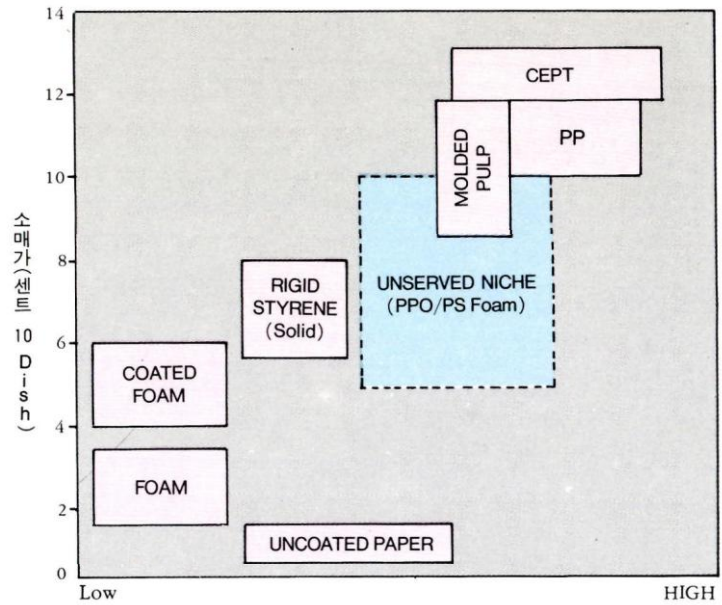 14
12
10
8
6
4
2
0
소매가(센트 10 Dish)
CEPT
MOLDED
PULP
PP
RIGID
STYRENE
(Solid)
UNSERVED NICHE
(PPO/PS Foam)
COATED
FOAM
FOAM
UNCOATED PAPER
Low
HIGH